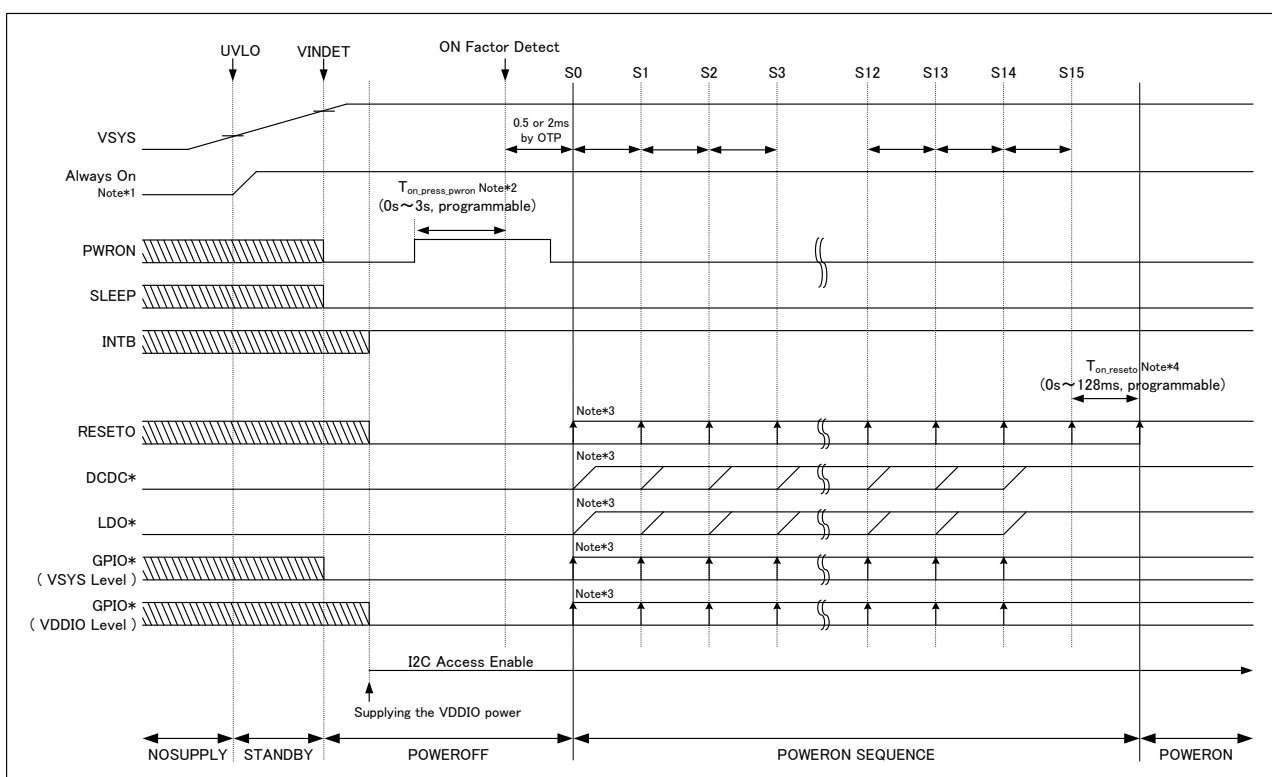 UVLO VINDET ON Factor Detect
S0 S1 S2 S3 S12 S13 S14 S15
0.5 or 2ms
by OTP
VSYS
Always On
Note*1
Ton_press_pwron Note*2
(0s~3s, programmable)
PWRON
SLEEP
INTB
Ton_reseto Note*4
(0s~128ms, programmable)
Note*3
RESETO
Note*3
DCDC*
Note*3
LDO*
Note*3
GPIO*
( VSYS Level )
Note*3
GPIO*
( VDDIO Level )
I2C Access Enable
Supplying the VDDIO power
NOSUPPLY STANDBY POWEROFF POWERON SEQUENCE POWERON